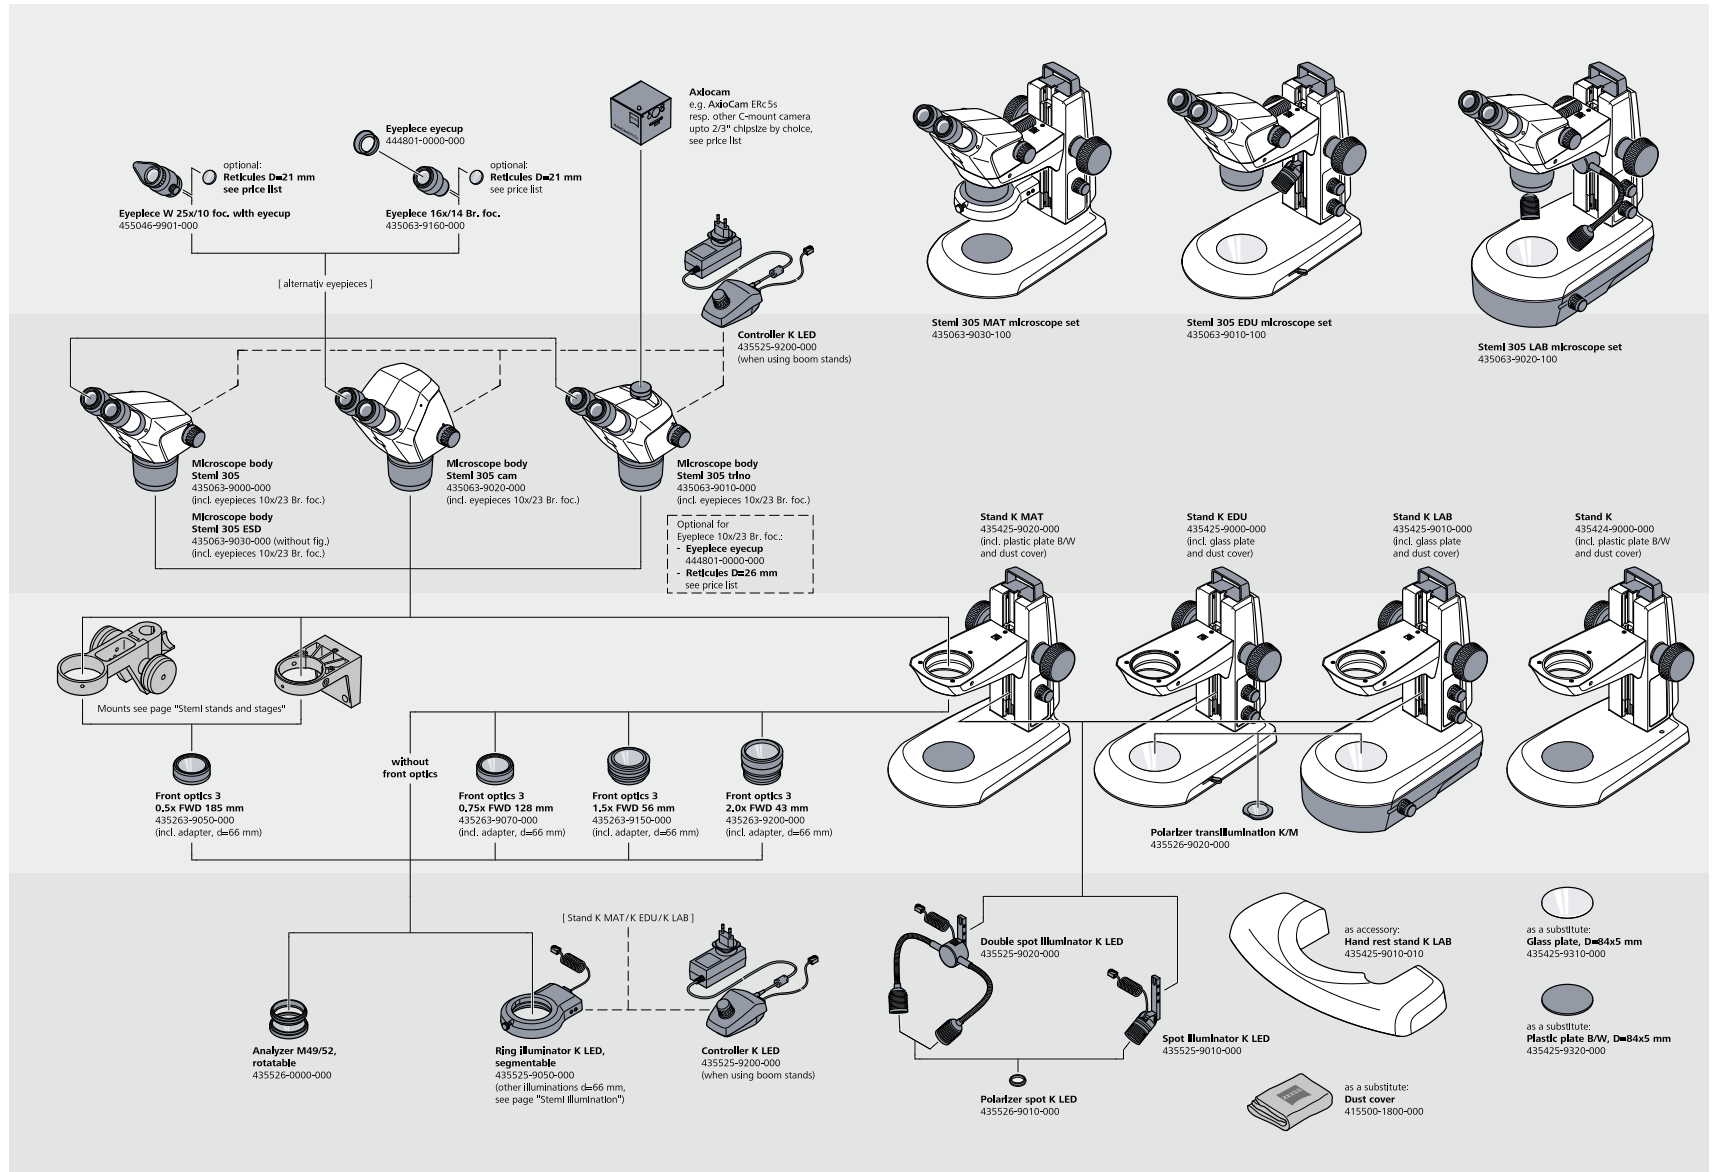 Axiocam
e.g. AxioCam ERc 5s
resp. other C-mount camera
upto 2/3" chipsize by choice,
see price list
Eyepiece eyecup
444801-0000-000
optional:
Reticules D=21 mm
see price list
optional:
Reticules D=21 mm
see price list
Eyepiece W 25x/10 foc. with eyecup
455046-9901-000
Eyepiece 16x/14 Br. foc.
435063-9160-000
[ alternativ eyepieces ]
Controller K LED
435525-9200-000
(when using boom stands)
Stemi 305 MAT microscope set
435063-9030-100
Stemi 305 EDU microscope set
435063-9010-100
Stemi 305 LAB microscope set
435063-9020-100
Microscope body
Stemi 305
435063-9000-000
(incl. eyepieces 10x/23 Br. foc.)
Microscope body
Stemi 305 ESD
435063-9030-000 (without fig.)
(incl. eyepieces 10x/23 Br. foc.)
Microscope body
Stemi 305 cam
435063-9020-000
(incl. eyepieces 10x/23 Br. foc.)
Microscope body
Stemi 305 trino
435063-9010-000
(incl. eyepieces 10x/23 Br. foc.)
Optional for
Eyepiece 10x/23 Br. foc.:
- Eyepiece eyecup
444801-0000-000
- Reticules D=26 mm
see price list
Stand K MAT
435425-9020-000
(incl. plastic plate B/W
and dust cover)
Stand K EDU
435425-9000-000
(incl. glass plate
and dust cover)
Stand K LAB
435425-9010-000
(incl. glass plate
and dust cover)
Stand K
435424-9000-000
(incl. plastic plate B/W
and dust cover)
Mounts see page "Stemi stands and stages"
without
front optics
Front optics 3
0.5x FWD 185 mm
435263-9050-000
(incl. adapter, d=66 mm)
Front optics 3
0.75x FWD 128 mm
435263-9070-000
(incl. adapter, d=66 mm)
Front optics 3
1.5x FWD 56 mm
435263-9150-000
(incl. adapter, d=66 mm)
Front optics 3
2.0x FWD 43 mm
435263-9200-000
(incl. adapter, d=66 mm)
Polarizer transillumination K/M
435526-9020-000
[ Stand K MAT / K EDU / K LAB ]
Analyzer M49/52,
rotatable
435526-0000-000
Ring illuminator K LED,
segmentable
435525-9050-000
(other illuminations d=66 mm,
see page "Stemi Illumination")
Controller K LED
435525-9200-000
(when using boom stands)
Double spot illuminator K LED
435525-9020-000
Spot illuminator K LED
435525-9010-000
Polarizer spot K LED
435526-9010-000
as accessory:
Hand rest stand K LAB
435425-9010-010
as a substitute:
Glass plate, D=84x5 mm
435425-9310-000
as a substitute:
Plastic plate B/W, D=84x5 mm
435425-9320-000
as a substitute:
Dust cover
415500-1800-000